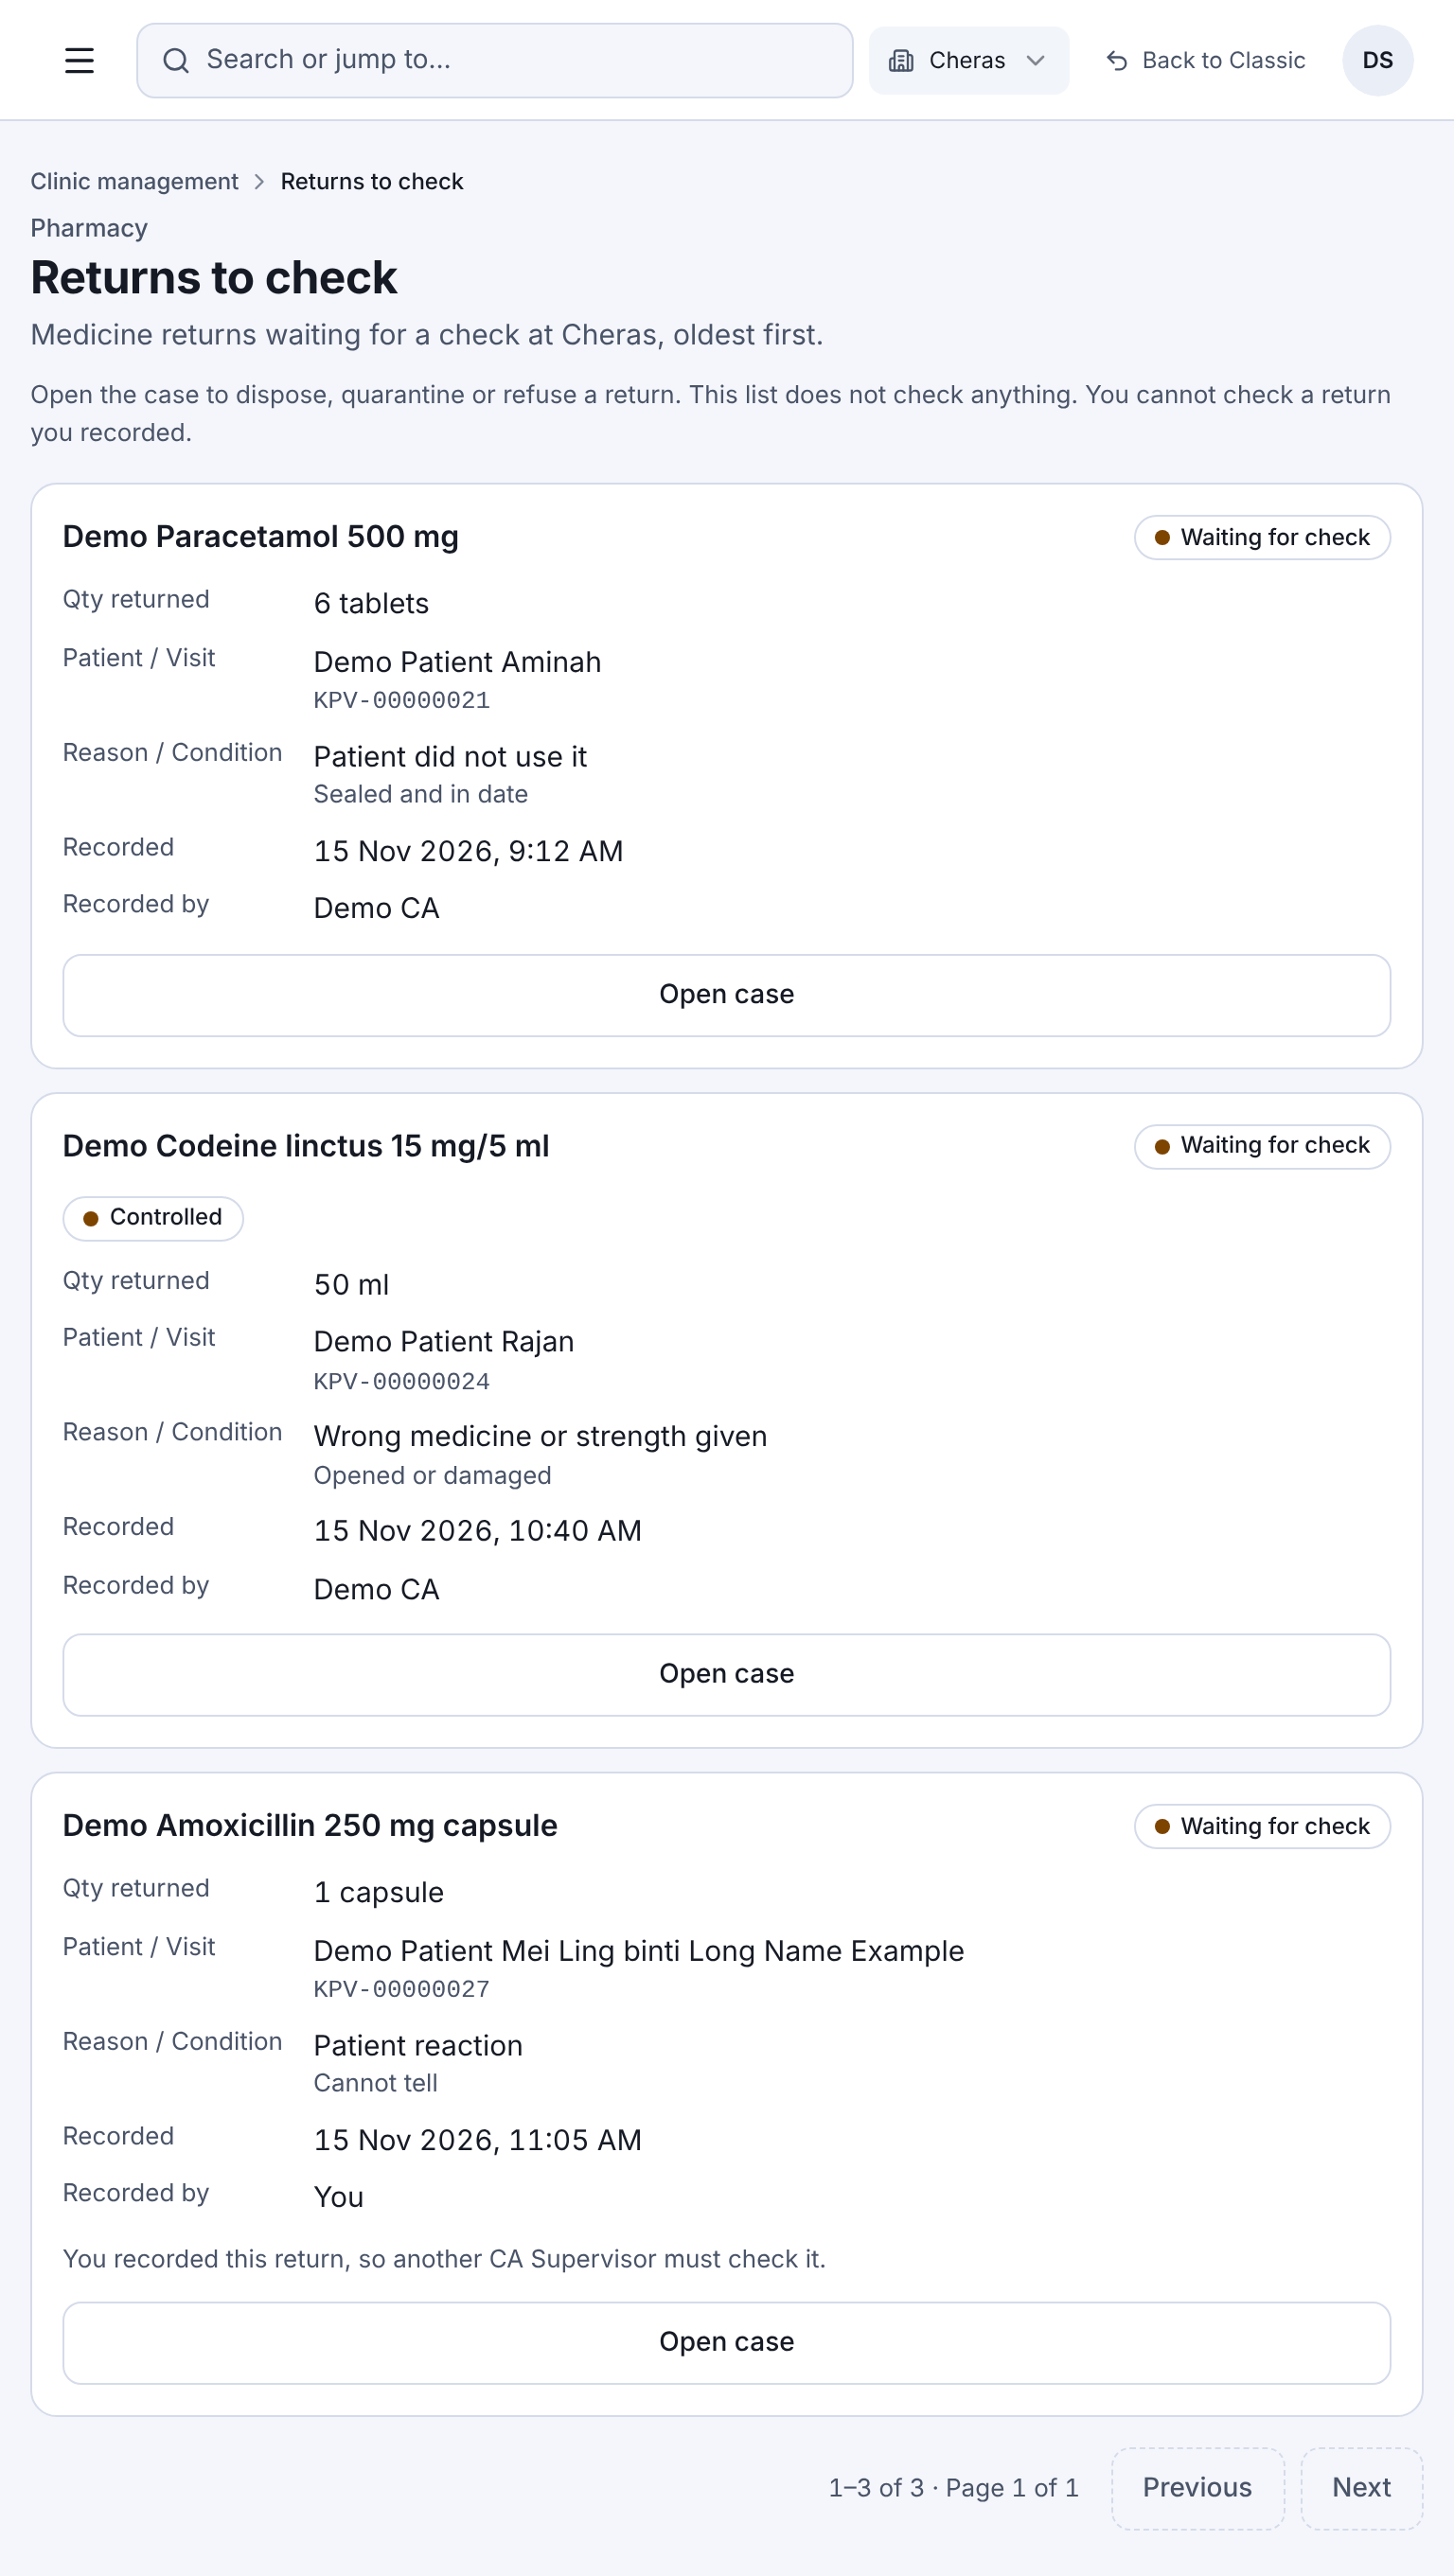 Search or jump to...
Cheras
Back to Classic
DS
Clinic management > Returns to check
Pharmacy
Returns to check
Medicine returns waiting for a check at Cheras, oldest first.
Open the case to dispose, quarantine or refuse a return. This list does not check anything. You cannot check a return
you recorded.
Demo Paracetamol 500 mg
Waiting for check
Qty returned
6 tablets
Patient / Visit
Demo Patient Aminah
KPV-00000021
Reason / Condition
Patient did not use it
Sealed and in date
Recorded
15 Nov 2026, 9:12 AM
Recorded by
Demo CA
Open case
Demo Codeine linctus 15 mg/5 ml
Waiting for check
Controlled
Qty returned
50 ml
Patient / Visit
Demo Patient Rajan
KPV-00000024
Reason / Condition
Wrong medicine or strength given
Opened or damaged
Recorded
15 Nov 2026, 10:40 AM
Recorded by
Demo CA
Open case
Demo Amoxicillin 250 mg capsule
Waiting for check
Qty returned
1 capsule
Patient / Visit
Demo Patient Mei Ling binti Long Name Example
KPV-00000027
Reason / Condition
Patient reaction
Cannot tell
Recorded
15 Nov 2026, 11:05 AM
Recorded by
You
You recorded this return, so another CA Supervisor must check it.
Open case
1–3 of 3 · Page 1 of 1
Previous
Next